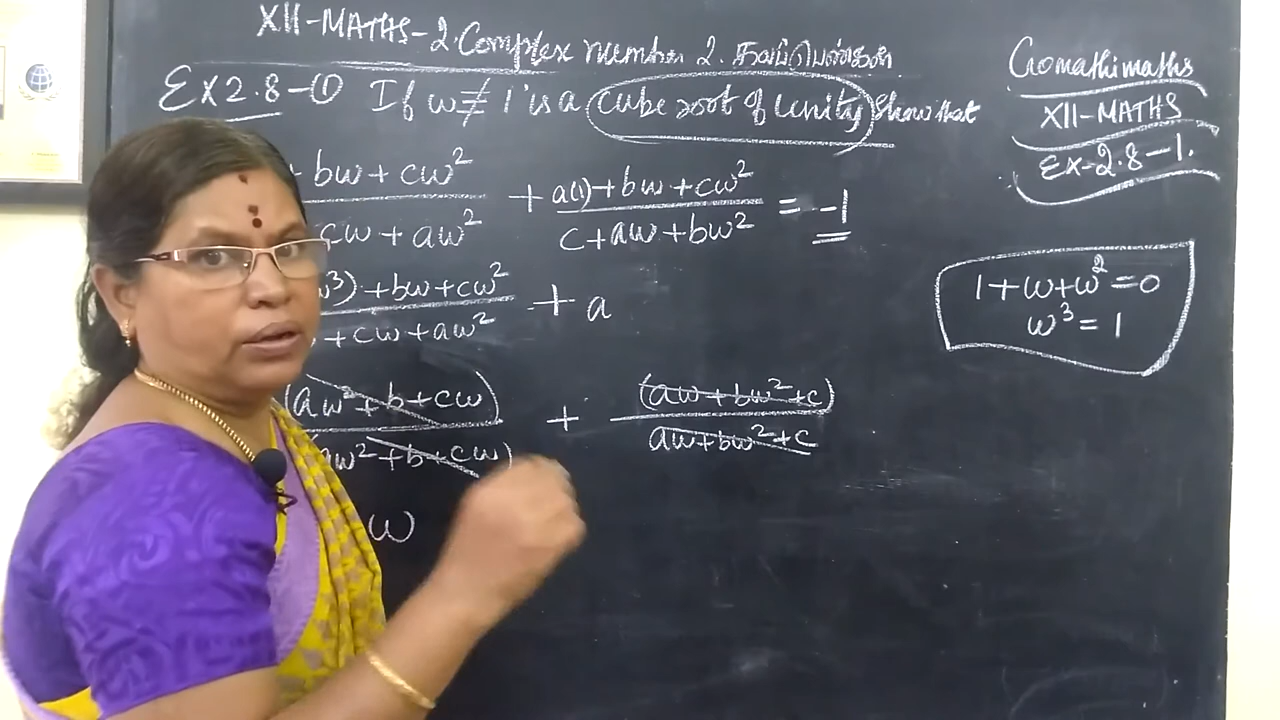 XII-MATHS-2.Complex number 2.
Gomathimaths
XII-MATHS
Ex-2.8-1.
Ex 2.8-① If ω ≠ 1 is a cube root of Unity Show that
bω + cω² + a(1) + bω + cω² = -1
cω + aω² c + aω + bω²
1+ω+ω²=0
ω³ = 1
ω³) + bω + cω² + a
+ cω + aω²
(aω² + b + cω) + (aω + bω² + c)
aω² + b + cω) aω + bω² + c
ω